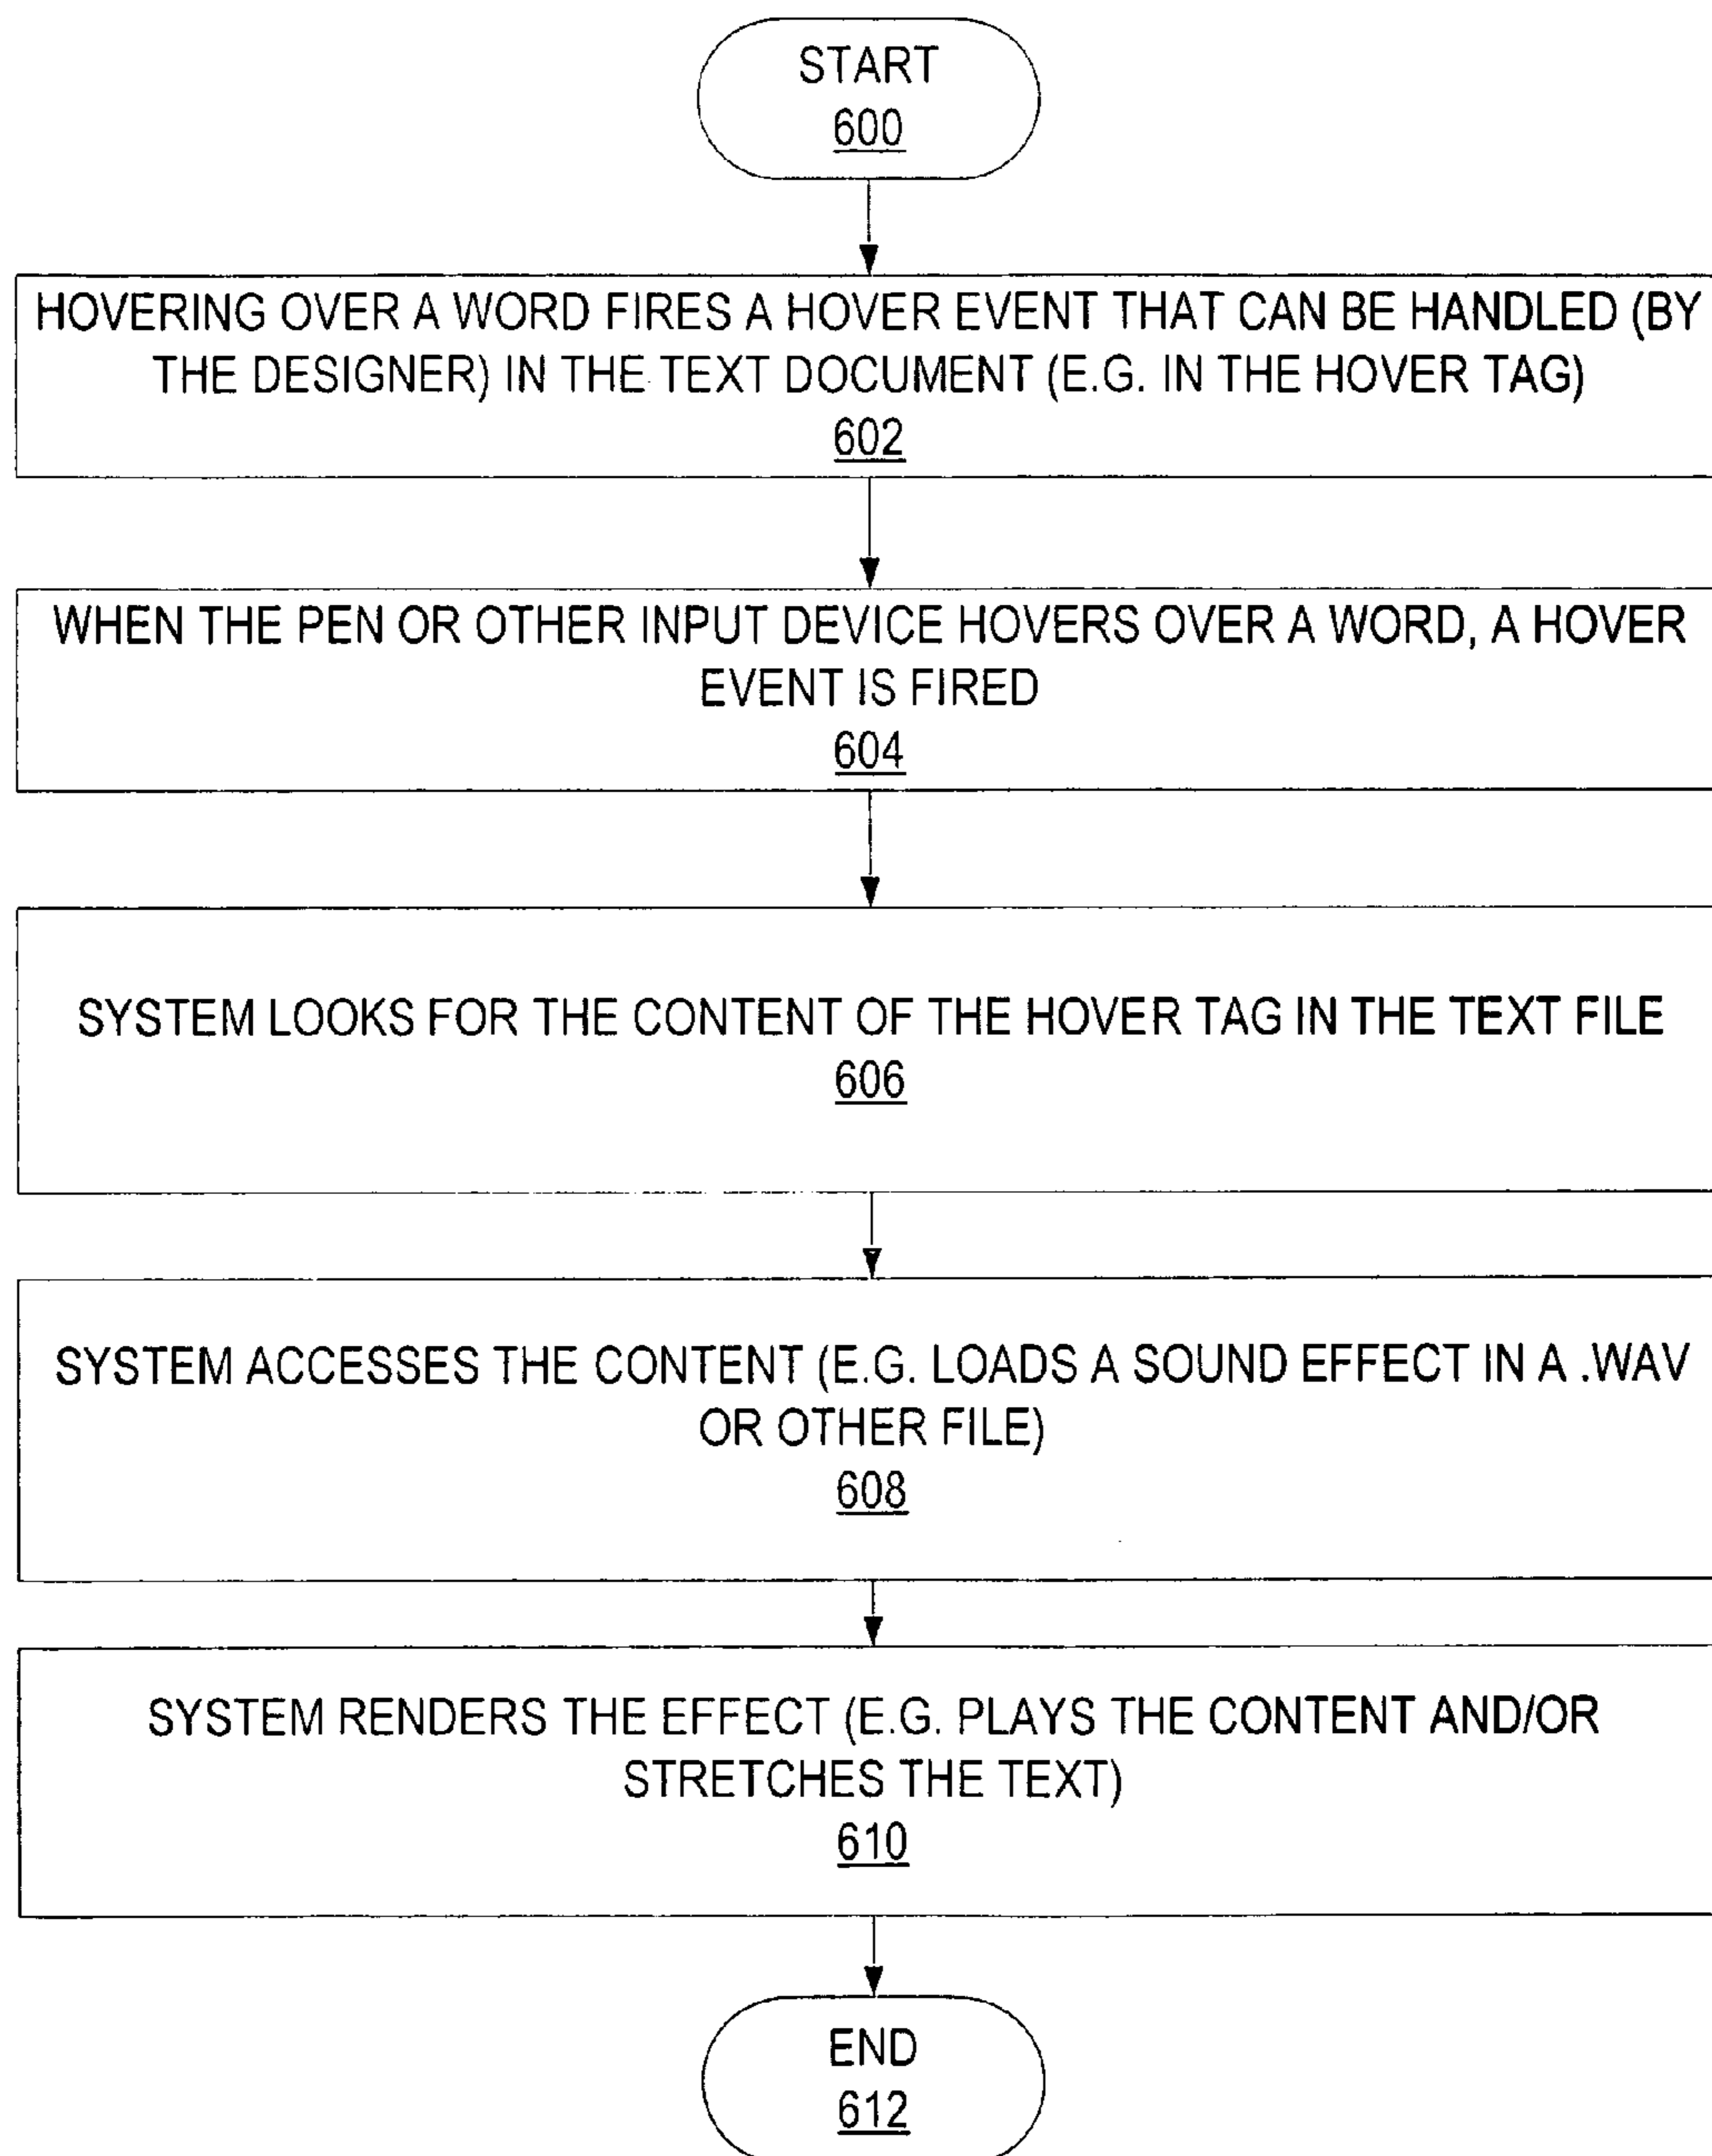 START
600
HOVERING OVER A WORD FIRES A HOVER EVENT THAT CAN BE HANDLED (BY
THE DESIGNER) IN THE TEXT DOCUMENT (E.G. IN THE HOVER TAG)
602
WHEN THE PEN OR OTHER INPUT DEVICE HOVERS OVER A WORD, A HOVER
EVENT IS FIRED
604
SYSTEM LOOKS FOR THE CONTENT OF THE HOVER TAG IN THE TEXT FILE
606
SYSTEM ACCESSES THE CONTENT (E.G. LOADS A SOUND EFFECT IN A .WAV
OR OTHER FILE)
608
SYSTEM RENDERS THE EFFECT (E.G. PLAYS THE CONTENT AND/OR
STRETCHES THE TEXT)
610
END
612